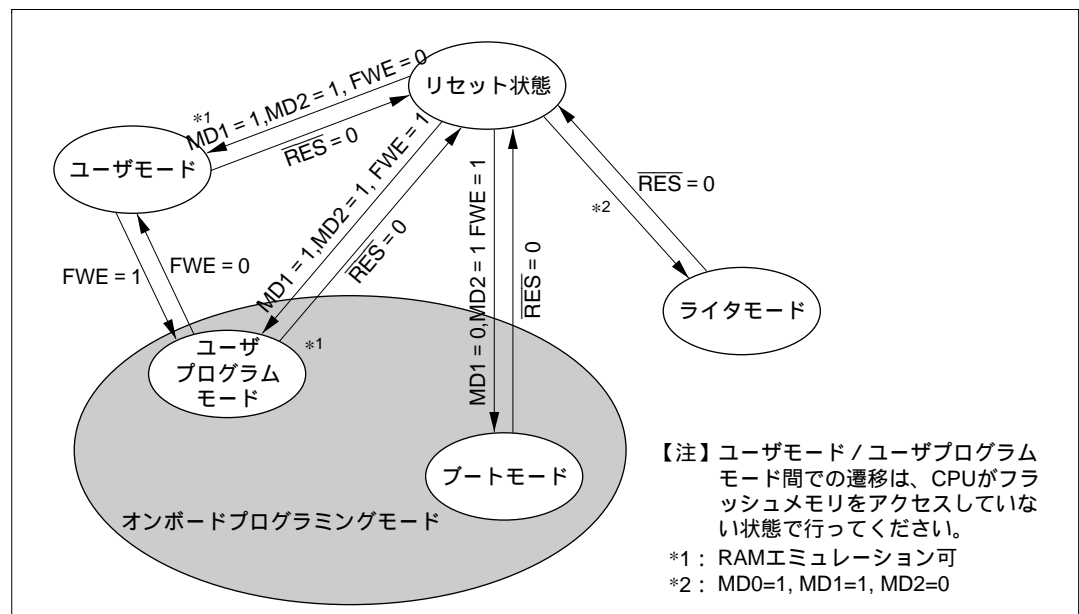 リセット状態
MD1 = 1,MD2 = 1, FWE = 0
*1
RES = 0
ユーザモード
MD1 = 1,MD2 = 1, FWE = 1
RES = 0
MD1 = 0,MD2 = 1 FWE = 1
RES = 0
RES = 0
*2
FWE = 1
FWE = 0
ライタモード
ユーザ
プログラム
モード
*1
ブートモード
オンボードプログラミングモード
【注】ユーザモード / ユーザプログラム
モード間での遷移は、CPUがフラ
ッシュメモリをアクセスしていな
い状態で行ってください。
*1 : RAMエミュレーション可
*2 : MD0=1, MD1=1, MD2=0